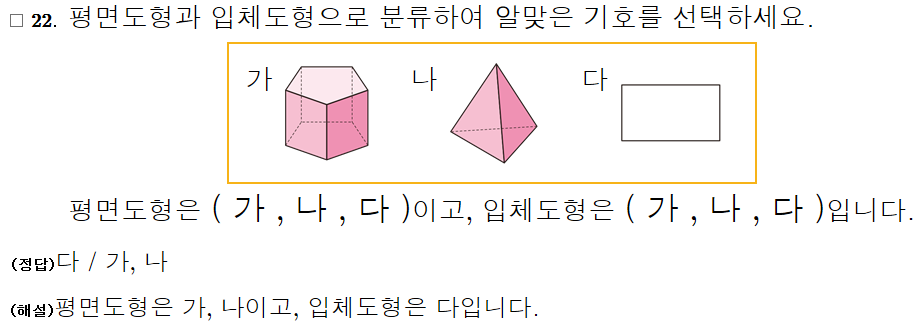 □ 22. 평면도형과 입체도형으로 분류하여 알맞은 기호를 선택하세요.
가 나 다
평면도형은 ( 가 , 나 , 다 )이고, 입체도형은 ( 가 , 나 , 다 )입니다.
(정답)다 / 가, 나
(해설)평면도형은 가, 나이고, 입체도형은 다입니다.